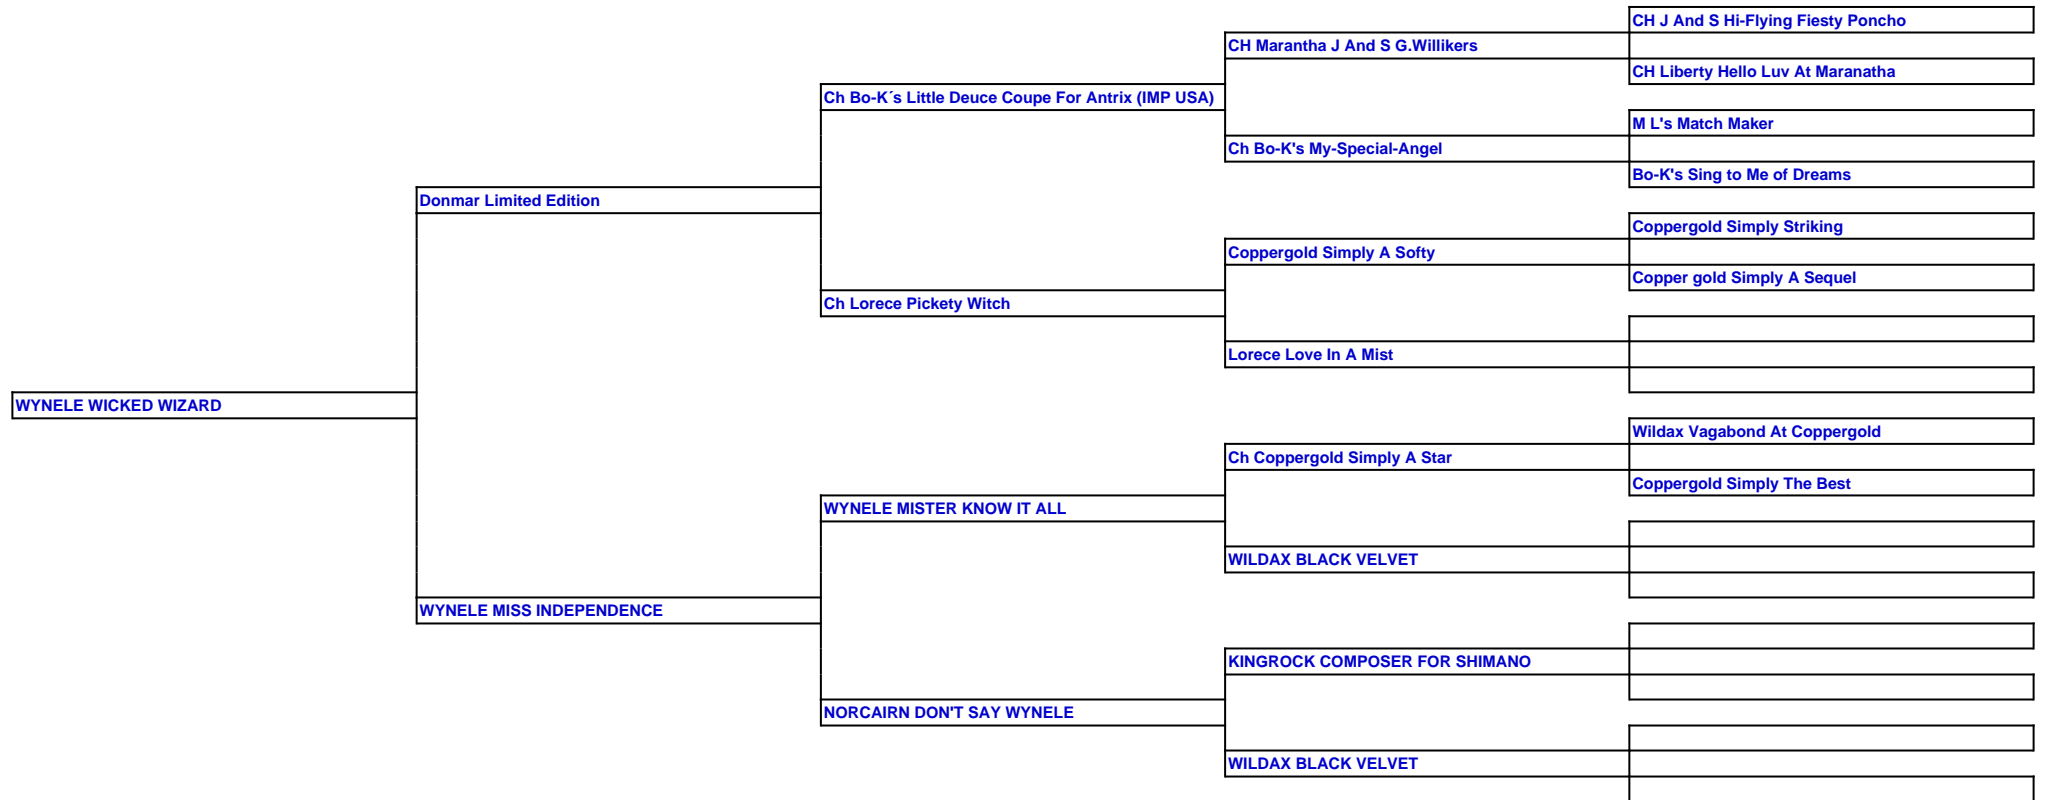 CH J And S Hi-Flying Fiesty Poncho
CH Marantha J And S G.Willikers
CH Liberty Hello Luv At Maranatha
Ch Bo-K´s Little Deuce Coupe For Antrix (IMP USA)
M L's Match Maker
Ch Bo-K's My-Special-Angel
Bo-K's Sing to Me of Dreams
Donmar Limited Edition
Coppergold Simply Striking
Coppergold Simply A Softy
Copper gold Simply A Sequel
Ch Lorece Pickety Witch
Lorece Love In A Mist
WYNELE WICKED WIZARD
Wildax Vagabond At Coppergold
Ch Coppergold Simply A Star
Coppergold Simply The Best
WYNELE MISTER KNOW IT ALL
WILDAX BLACK VELVET
WYNELE MISS INDEPENDENCE
KINGROCK COMPOSER FOR SHIMANO
NORCAIRN DON'T SAY WYNELE
WILDAX BLACK VELVET